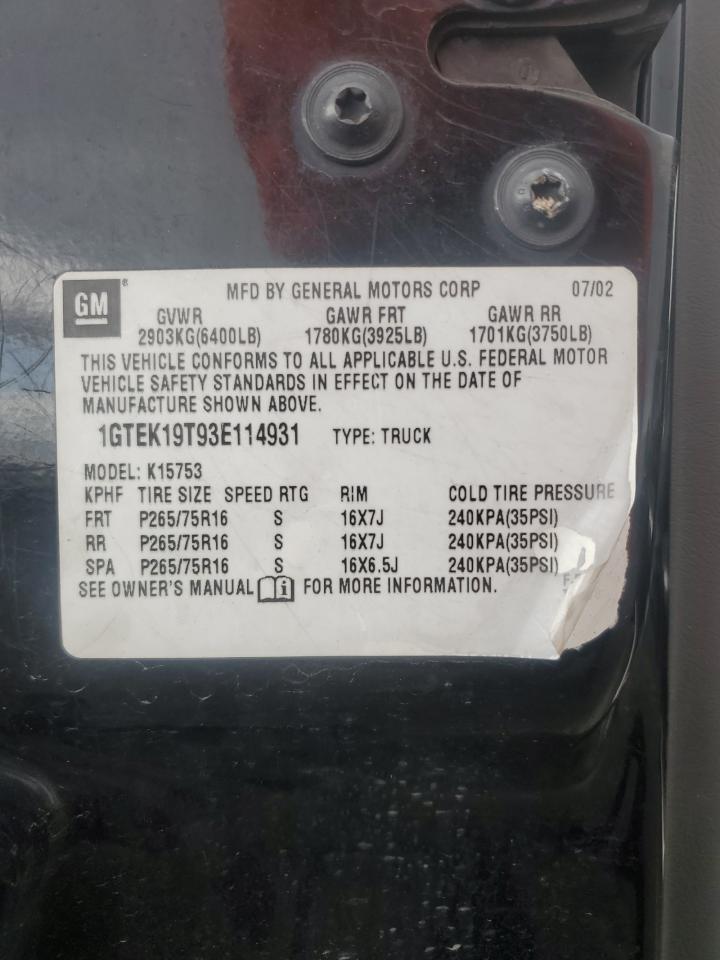 GM ® MFD BY GENERAL MOTORS CORP 07/02
GVWR GAWR FRT GAWR RR
2903KG(6400LB) 1780KG(3925LB) 1701KG(3750LB)
THIS VEHICLE CONFORMS TO ALL APPLICABLE U.S. FEDERAL MOTOR
VEHICLE SAFETY STANDARDS IN EFFECT ON THE DATE OF
MANUFACTURE SHOWN ABOVE.
1GTEK19T93E114931 TYPE: TRUCK
MODEL: K15753
KPHF TIRE SIZE SPEED RTG RIM COLD TIRE PRESSURE
FRT P265/75R16 S 16X7J 240KPA(35PSI)
RR P265/75R16 S 16X7J 240KPA(35PSI)
SPA P265/75R16 S 16X6.5J 240KPA(35PSI)
SEE OWNER'S MANUAL i FOR MORE INFORMATION.